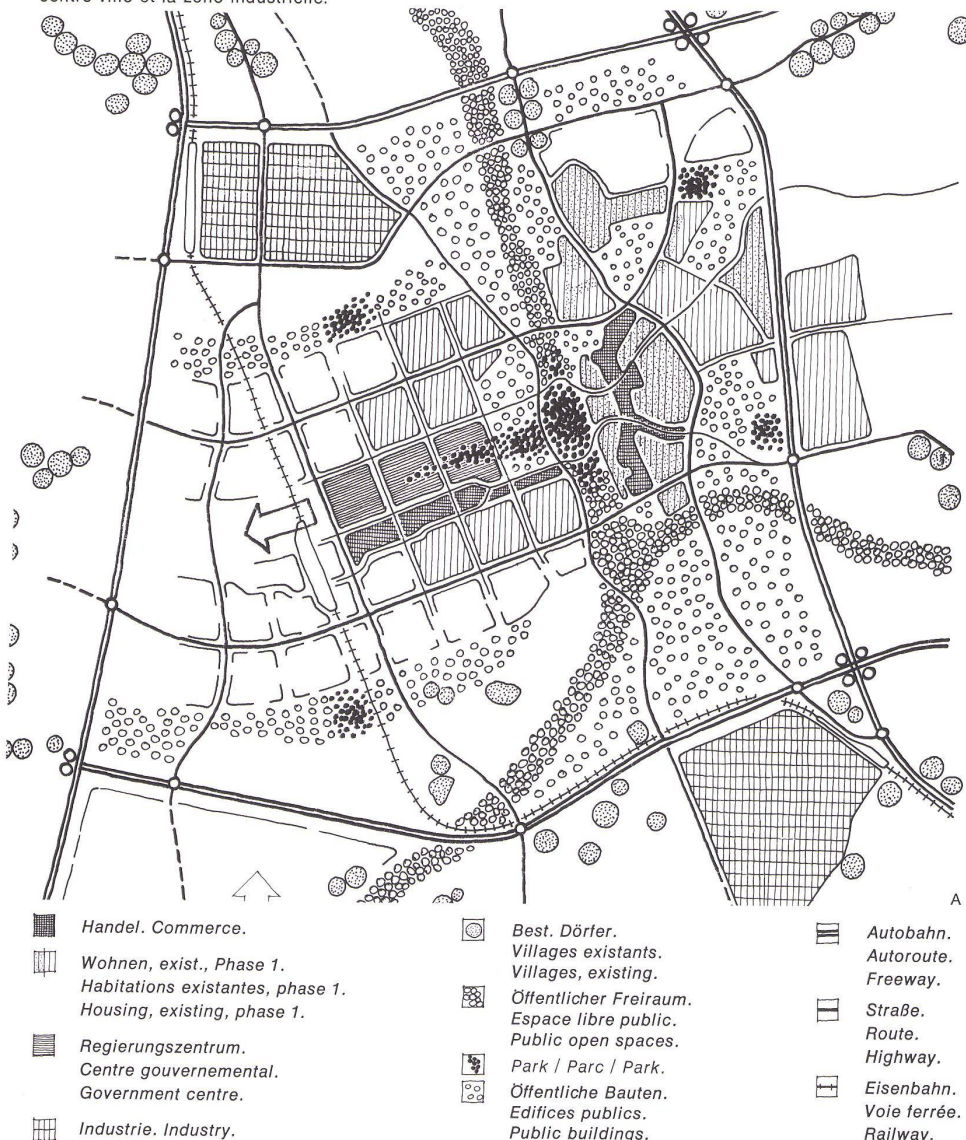 centre ville et la zone industrielle.
A
Handel. Commerce.
Wohnen, exist., Phase 1.
Habitations existantes, phase 1.
Housing, existing, phase 1.
Regierungszentrum.
Centre gouvernemental.
Government centre.
Industrie. Industry.
Best. Dörfer.
Villages existants.
Villages, existing.
Öffentlicher Freiraum.
Espace libre public.
Public open spaces.
Park / Parc / Park.
Öffentliche Bauten.
Edifices publics.
Public buildings.
Autobahn.
Autoroute.
Freeway.
Straße.
Route.
Highway.
Eisenbahn.
Voie ferrée.
Railway.